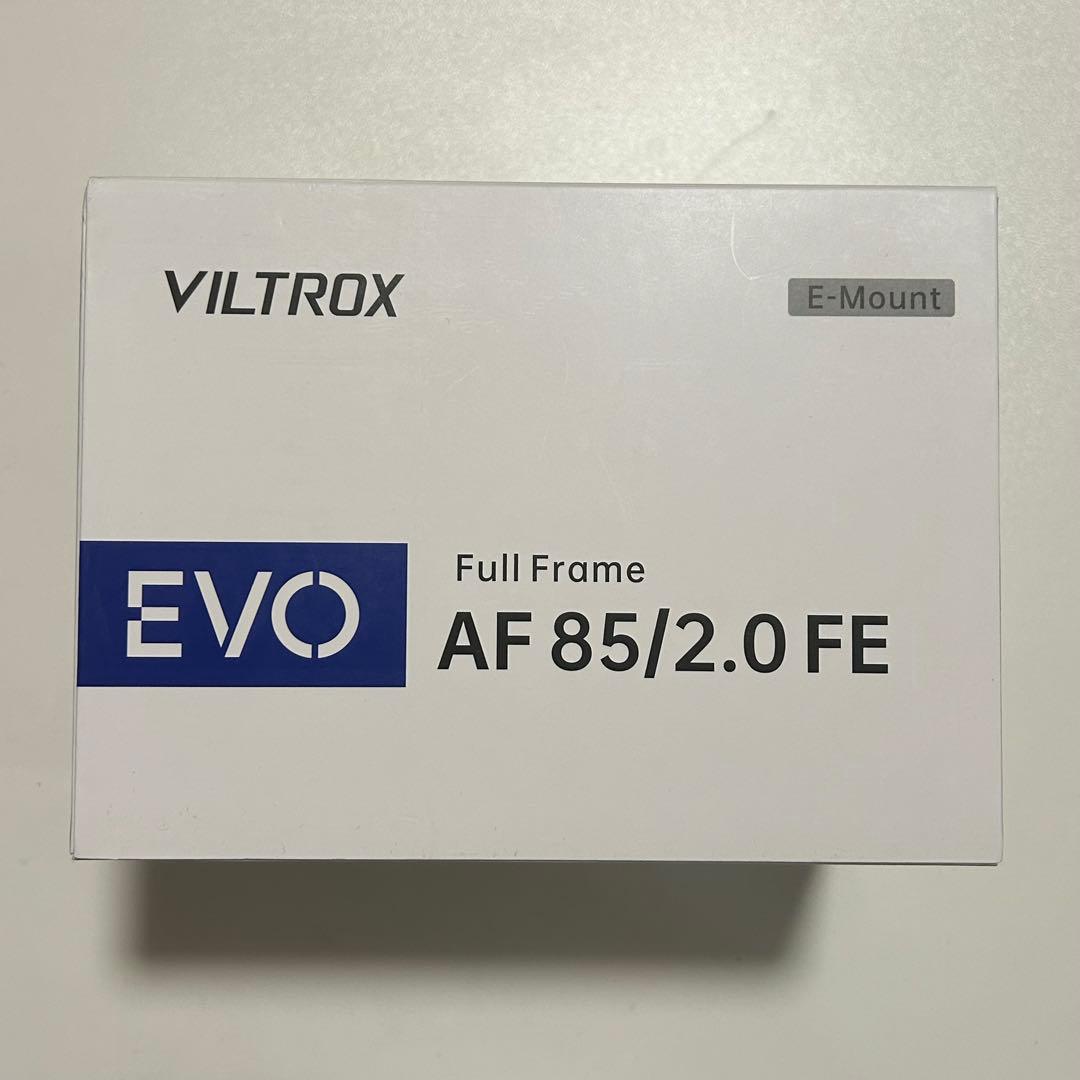 VILTROX
E-Mount
EVO
Full Frame
AF 85/2.0 FE